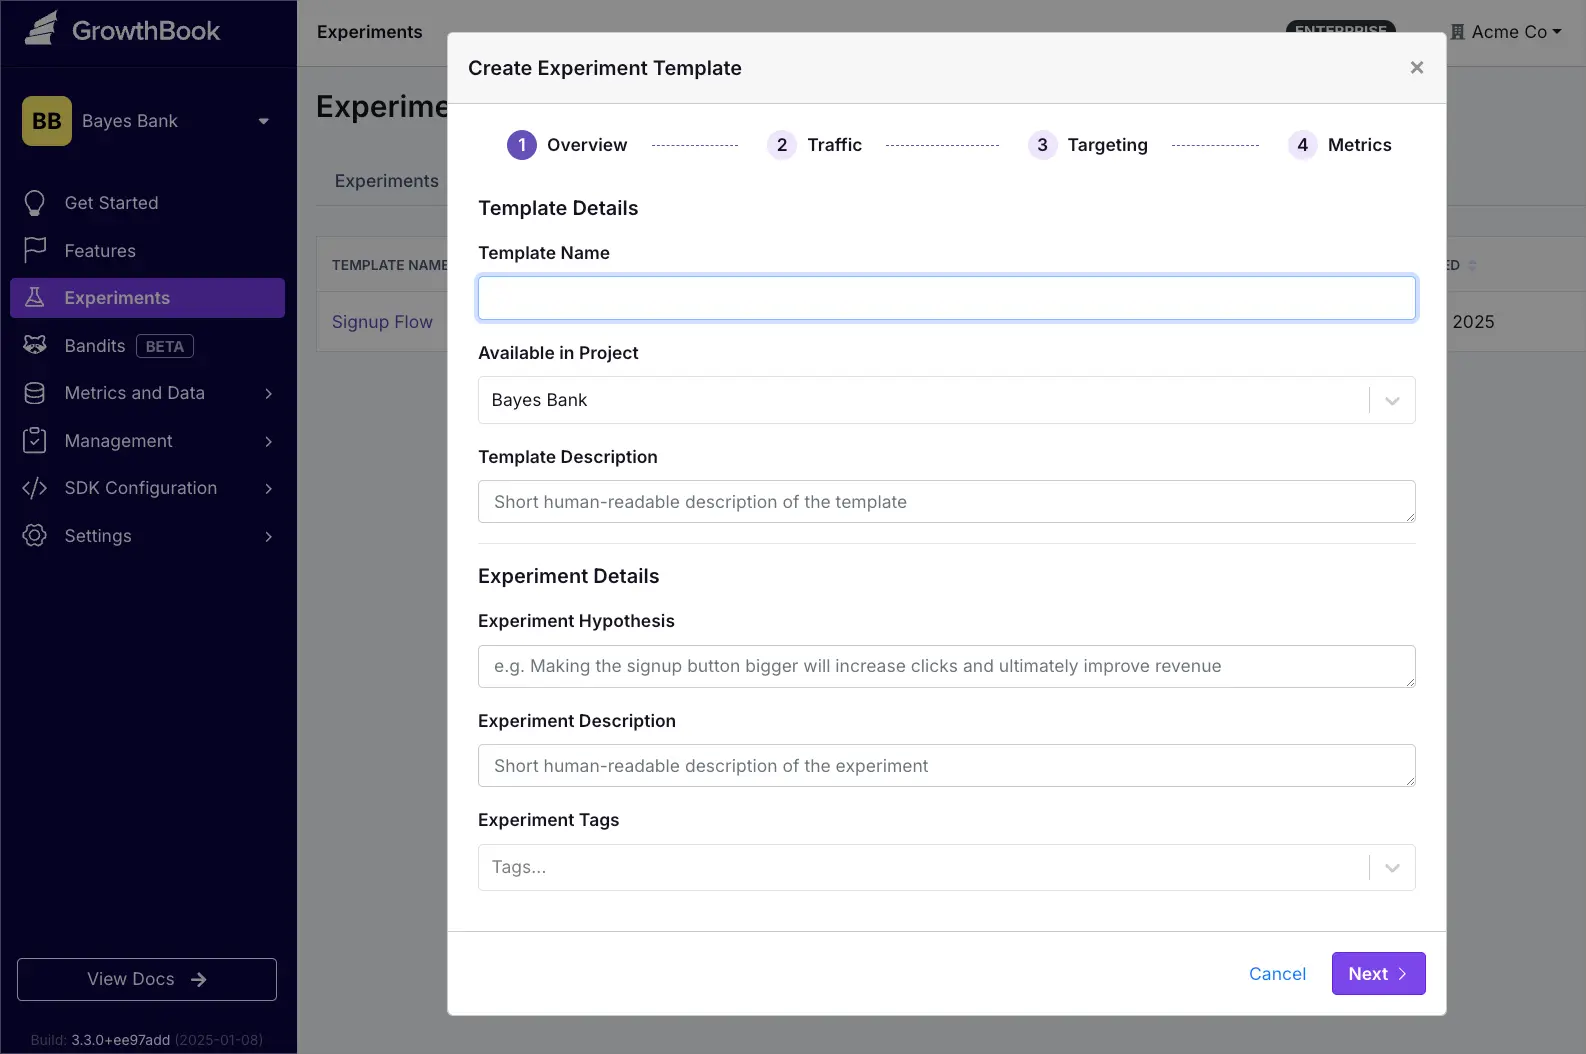 GrowthBook
BB Bayes Bank
Get Started
Features
Experiments
Bandits BETA
Metrics and Data
Management
SDK Configuration
Settings
View Docs →
Build: 3.3.0+ee97add (2025-01-08)
Experiments
ENTERPRISE
Acme Co
Experime
Experiments
TEMPLATE NAME
ED
Signup Flow
2025
Create Experiment Template
×
1 Overview 2 Traffic 3 Targeting 4 Metrics
Template Details
Template Name
Available in Project
Bayes Bank
Template Description
Short human-readable description of the template
Experiment Details
Experiment Hypothesis
e.g. Making the signup button bigger will increase clicks and ultimately improve revenue
Experiment Description
Short human-readable description of the experiment
Experiment Tags
Tags...
Cancel
Next >